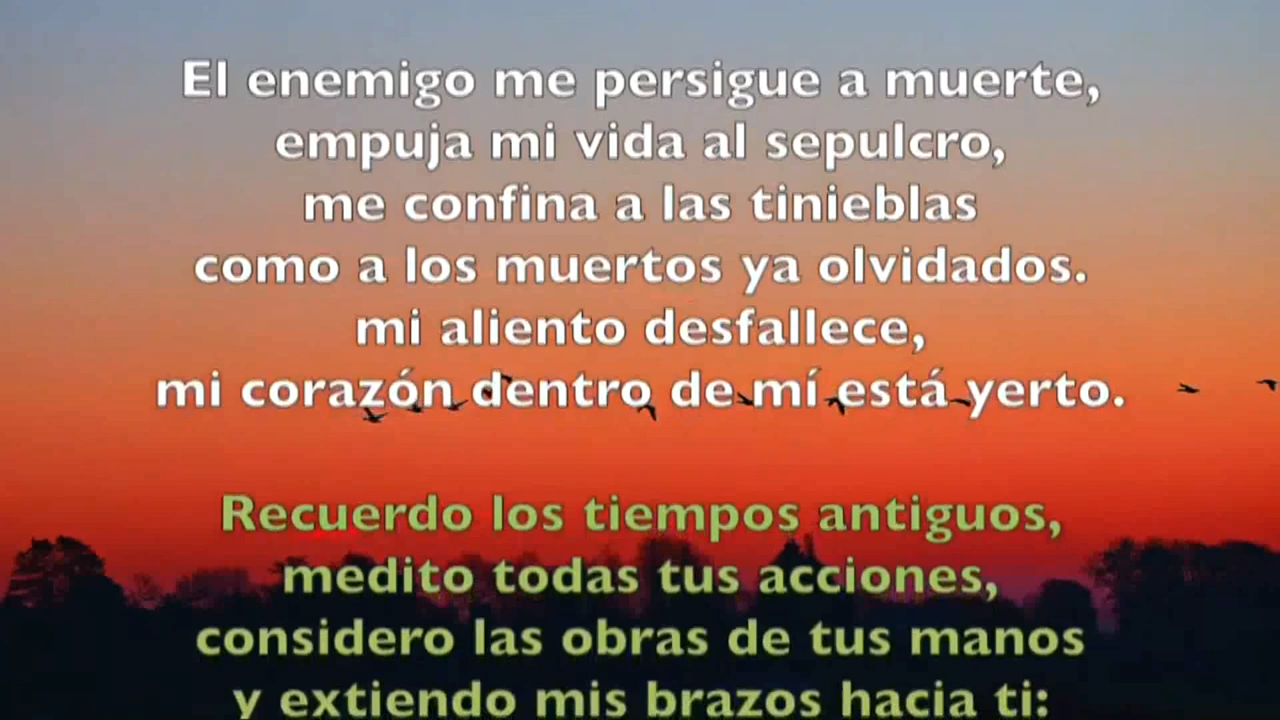 El enemigo me persigue a muerte,
empuja mi vida al sepulcro,
me confina a las tinieblas
como a los muertos ya olvidados.
mi aliento desfallece,
mi corazón dentro de mí está yerto.
Recuerdo los tiempos antiguos,
medito todas tus acciones,
considero las obras de tus manos
y extiendo mis brazos hacia ti: